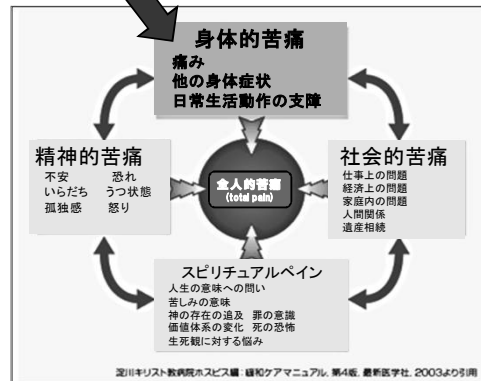 身体的苦痛
痛み
他の身体症状
日常生活動作の支障
精神的苦痛
不安 恐れ
いらだち うつ状態
孤独感 怒り
全人的苦痛
(total pain)
社会的苦痛
仕事上の問題
経済上の問題
家庭内の問題
人間関係
遺産相続
スピリチュアルペイン
人生の意味への問い
苦しみの意味
神の存在の追及 罪の意識
価値体系の変化 死の恐怖
生死観に対する悩み
淀川キリスト教病院ホスピス編:緩和ケアマニュアル, 第4版, 最新医学社, 2003より引用